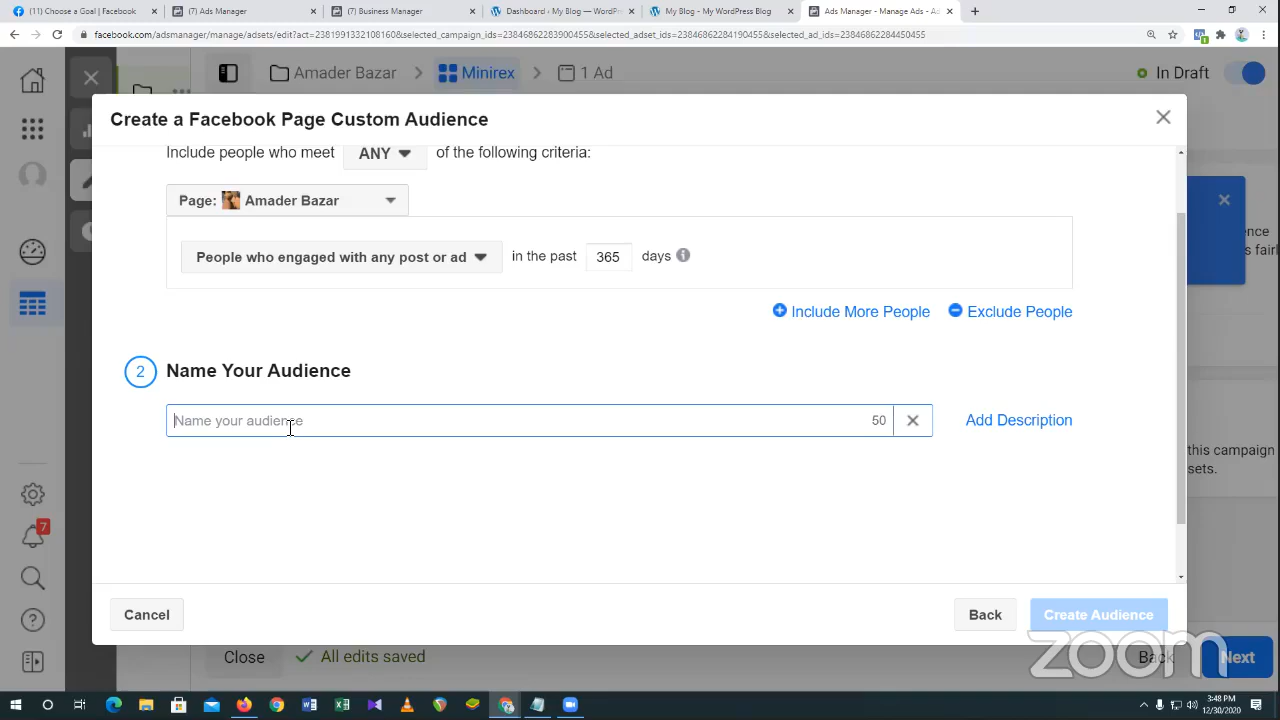 (11) Choose a Goal | Facebook
(7) Ads Manager
(7) Business Manager
Dashboard ‹ My Blog — WordPr
My Blog - My WordPress Blog
Ads Manager - Manage Ads - Ad
facebook.com/adsmanager/manage/adsets/edit?act=2381991332108160&selected_campaign_ids=23846862283900455&selected_adset_ids=23846862284190455&selected_ad_ids=23846862284450455
Amader Bazar
Minirex
1 Ad
In Draft
Create a Facebook Page Custom Audience
Include people who meet ANY of the following criteria:
Page: Amader Bazar
People who engaged with any post or ad in the past 365 days
Include More People
Exclude People
2 Name Your Audience
Name your audience 50
Add Description
this campaign
sets.
7
Cancel
Back
Create Audience
Close
All edits saved
Back
Next
zoom
3:48 PM
12/30/2020